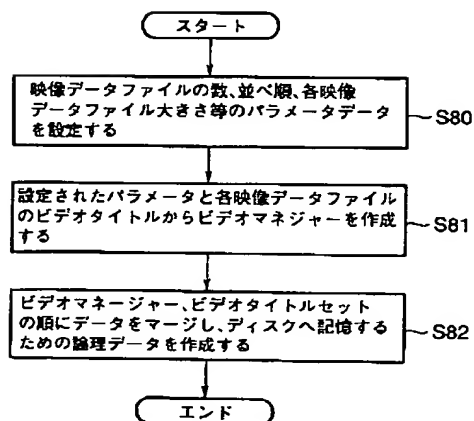 スタート
映像データファイルの数、並べ順、各映像
データファイル大きさ等のパラメータデータ
を設定する
S80
設定されたパラメータと各映像データファイル
のビデオタイトルからビデオマネジャーを作成
する
S81
ビデオマネージャー、ビデオタイトルセット
の順にデータをマージし、ディスクへ記憶する
ための論理データを作成する
S82
エンド